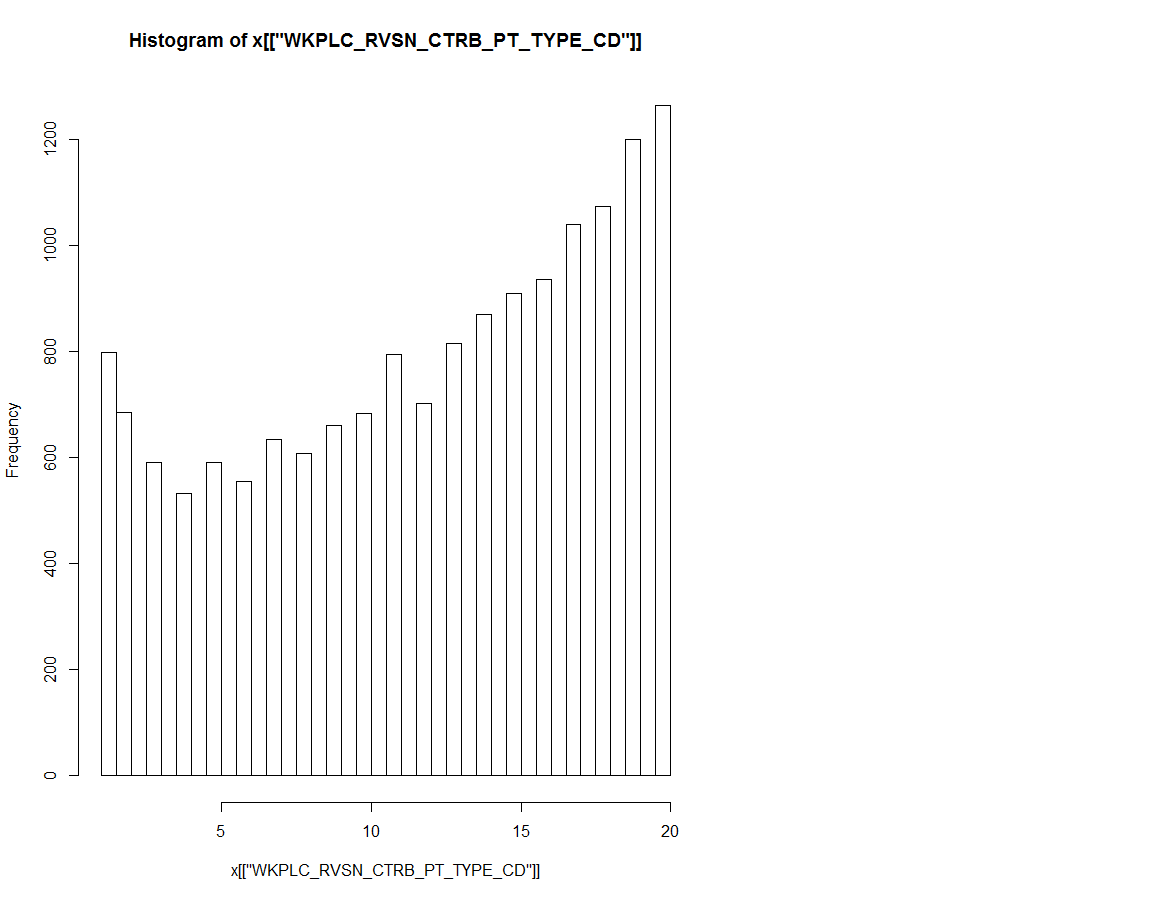 Histogram of x[["WKPLC_RVSN_CTRB_PT_TYPE_CD"]]
1200
1000
800
600
400
200
0
Frequency
5 10 15 20
x[["WKPLC_RVSN_CTRB_PT_TYPE_CD"]]